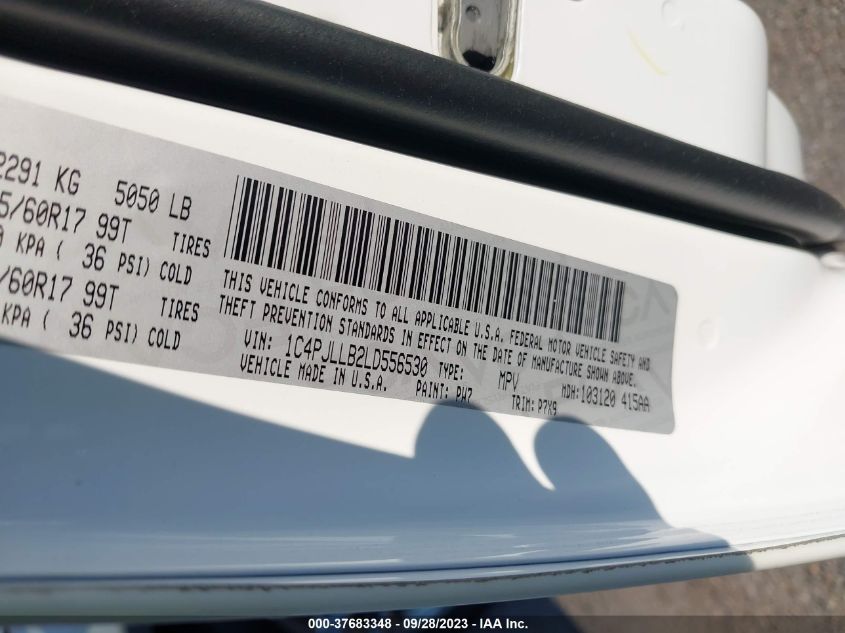 2291 KG 5050 LB
5/60R17 99T TIRES
KPA ( 36 PSI) COLD
/60R17 99T TIRES
KPA ( 36 PSI) COLD
THIS VEHICLE CONFORMS TO ALL APPLICABLE U.S.A. FEDERAL MOTOR VEHICLE SAFETY AND
THEFT PREVENTION STANDARDS IN EFFECT ON THE DATE OF MANUFACTURE SHOWN ABOVE.
VIN: 1C4PJLLB2LD556530 TYPE: MPV MDH:103120 415AA
VEHICLE MADE IN U.S.A. PAINT: PW7 TRIM: P7X9
000-37683348 - 09/28/2023 - IAA Inc.